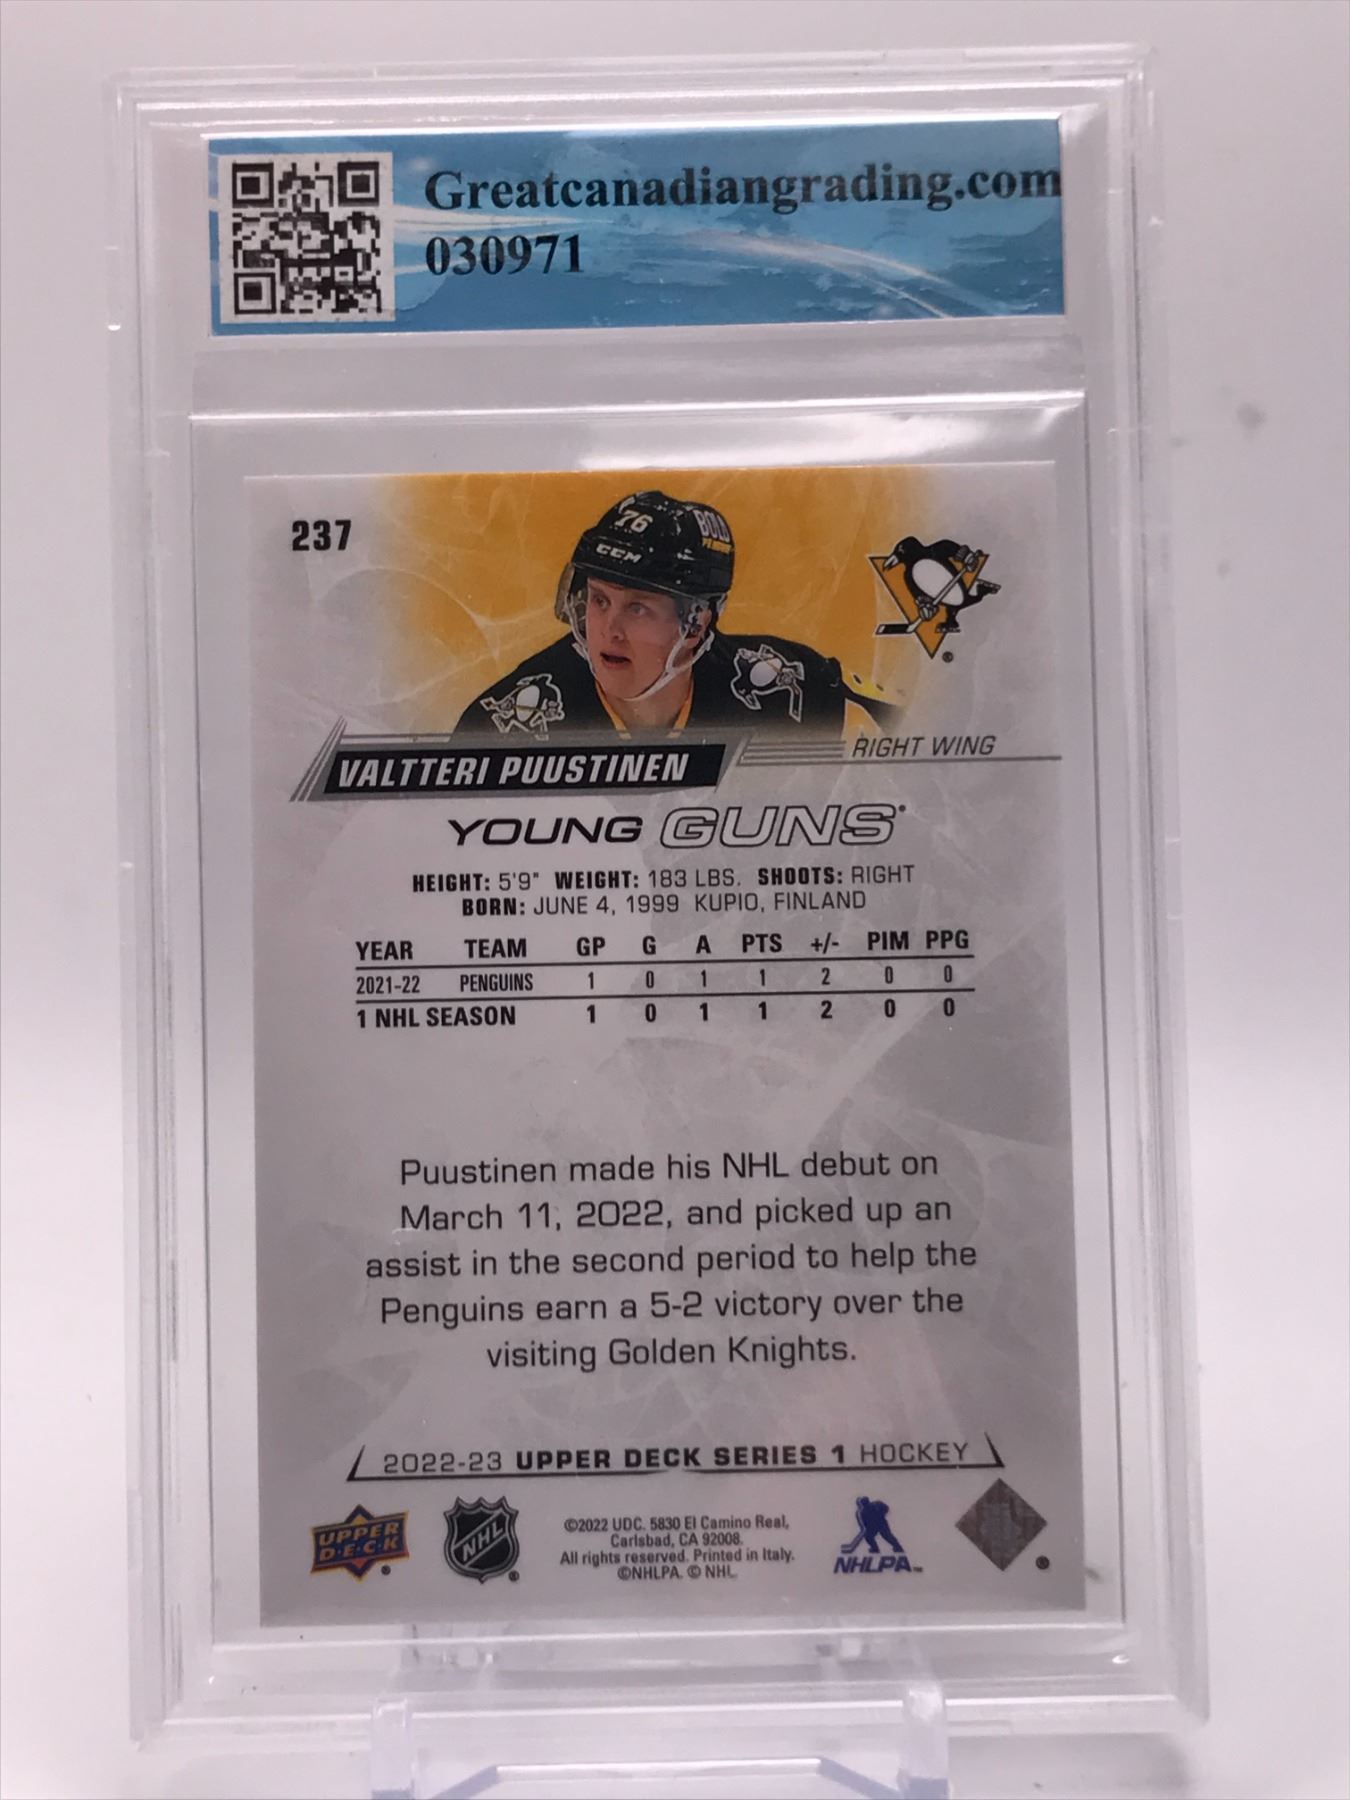 Greatcanadiangrading.com
030971
237
76
BOLD
CCM
RIGHT WING
VALTTERI PUUSTINEN
YOUNG GUNS
HEIGHT: 5'9" WEIGHT: 183 LBS. SHOOTS: RIGHT
BORN: JUNE 4, 1999 KUPIO, FINLAND
YEAR TEAM GP G A PTS +/- PIM PPG
2021-22 PENGUINS 1 0 1 1 2 0 0
1 NHL SEASON 1 0 1 1 2 0 0
Puustinen made his NHL debut on
March 11, 2022, and picked up an
assist in the second period to help the
Penguins earn a 5-2 victory over the
visiting Golden Knights.
2022-23 UPPER DECK SERIES 1 HOCKEY
UPPER
D·E·C·K
NHL
©2022 UDC. 5830 El Camino Real,
Carlsbad, CA 92008.
All rights reserved. Printed in Italy.
©NHLPA. © NHL.
NHLPA™